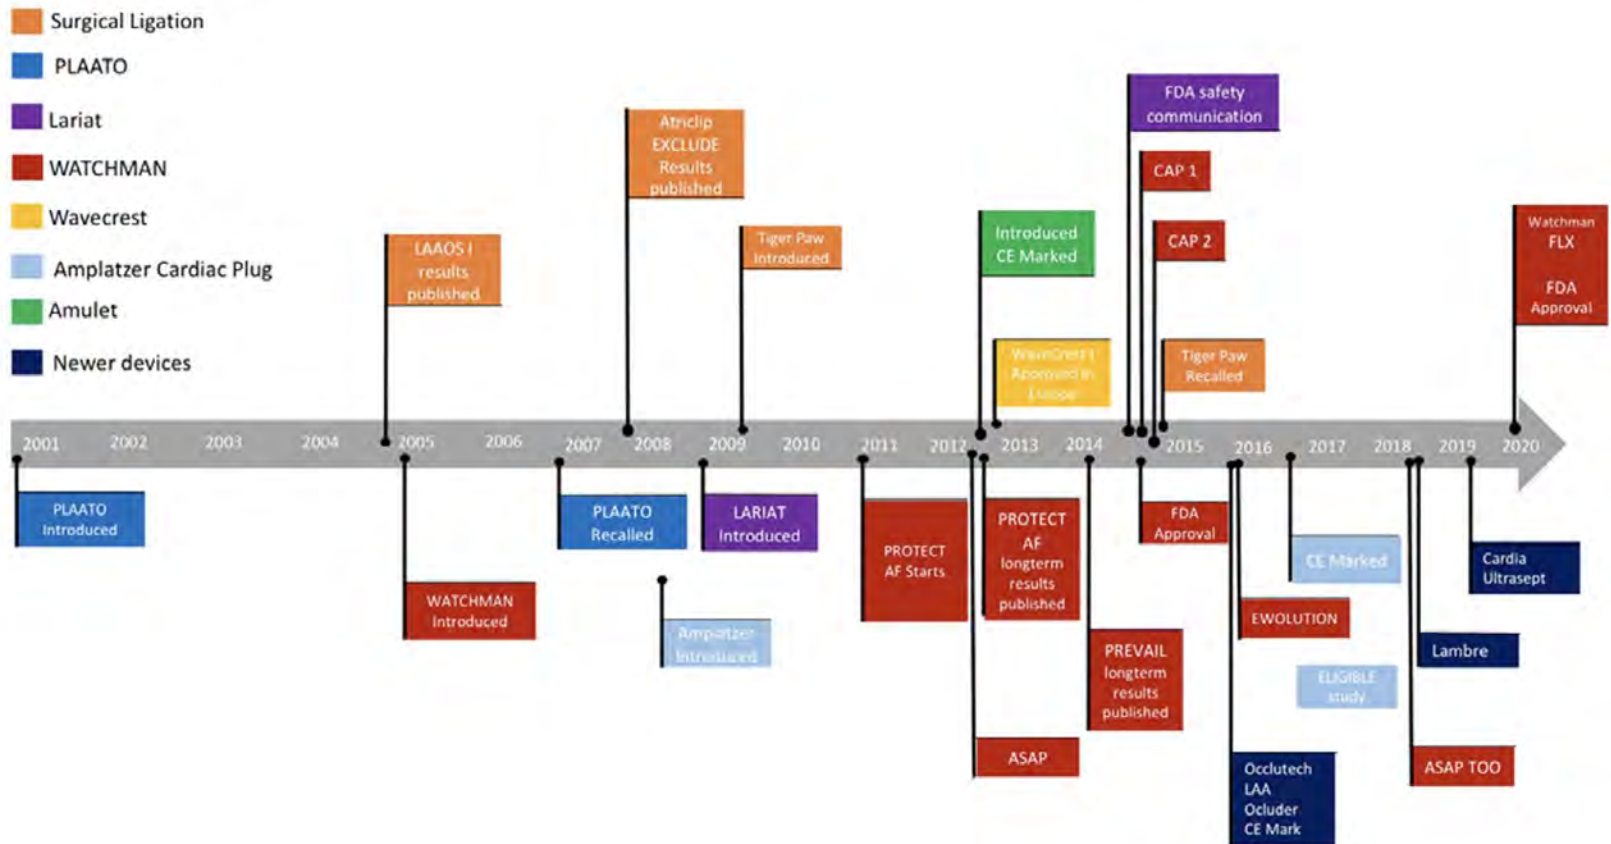 Surgical Ligation
PLAATO
Lariat
WATCHMAN
Wavecrest
Amplatzer Cardiac Plug
Amulet
Newer devices
LAAOS I
results
published
Atriclip
EXCLUDE
Results
published
Tiger Paw
Introduced
Introduced
CE Marked
WaveCrest I
Approved in
Europe
FDA safety
communication
CAP 1
CAP 2
Tiger Paw
Recalled
Watchman
FLX
FDA
Approval
2001 2002 2003 2004 2005 2006 2007 2008 2009 2010 2011 2012 2013 2014 2015 2016 2017 2018 2019 2020
PLAATO
Introduced
WATCHMAN
Introduced
PLAATO
Recalled
Amplatzer
Introduced
LARIAT
Introduced
PROTECT
AF Starts
PROTECT
AF
longterm
results
published
ASAP
PREVAIL
longterm
results
published
FDA
Approval
Occlutech
LAA
Ocluder
CE Mark
EWOLUTION
CE Marked
ELIGIBLE
study
ASAP TOO
Lambre
Cardia
Ultrasept